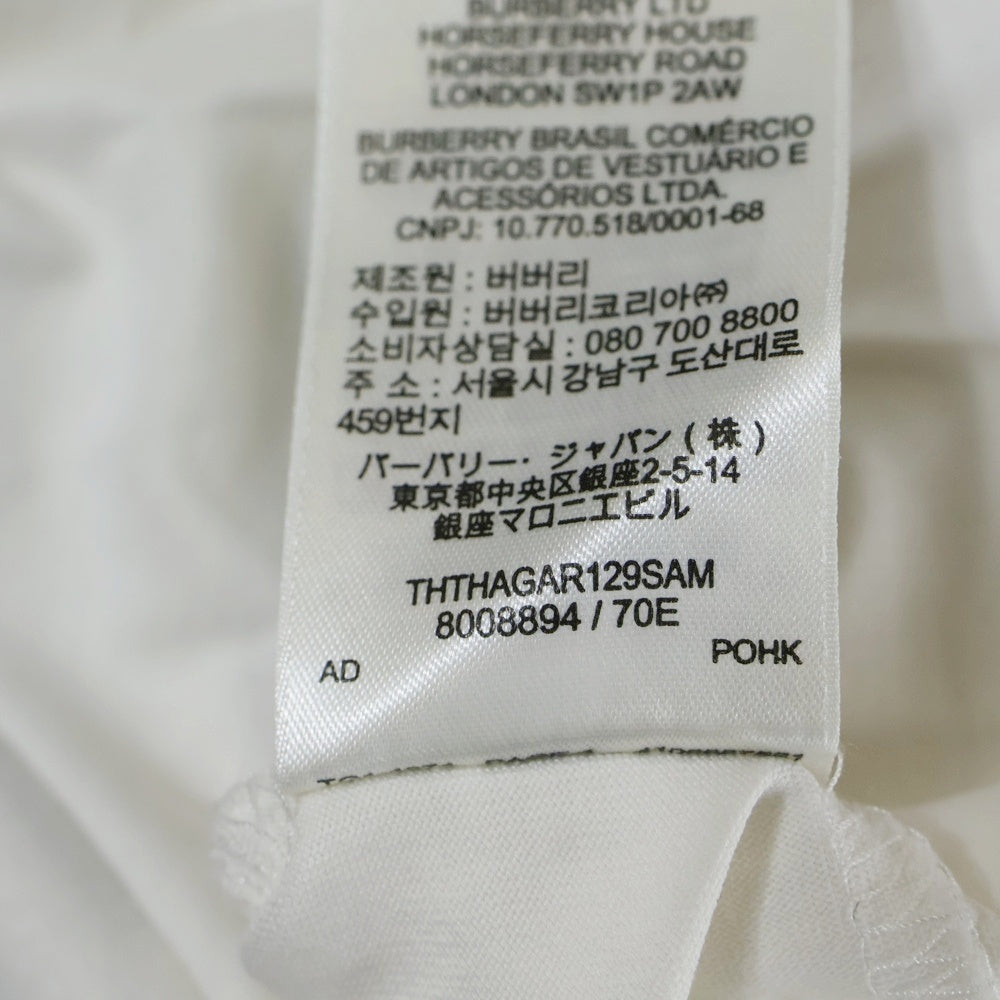 BURBERRY LTD
HORSEFERRY HOUSE
HORSEFERRY ROAD
LONDON SW1P 2AW
BURBERRY BRASIL COMÉRCIO
DE ARTIGOS DE VESTUÁRIO E
ACESSÓRIOS LTDA.
CNPJ: 10.770.518/0001-68
제조원 : 버버리
수입원 : 버버리코리아㈜
소비자상담실 : 080 700 8800
주 소 : 서울시 강남구 도산대로
459번지
バーバリー・ジャパン ( 株 )
東京都中央区銀座2-5-14
銀座マロニエビル
THTHAGAR129SAM
8008894 / 70E
AD POHK